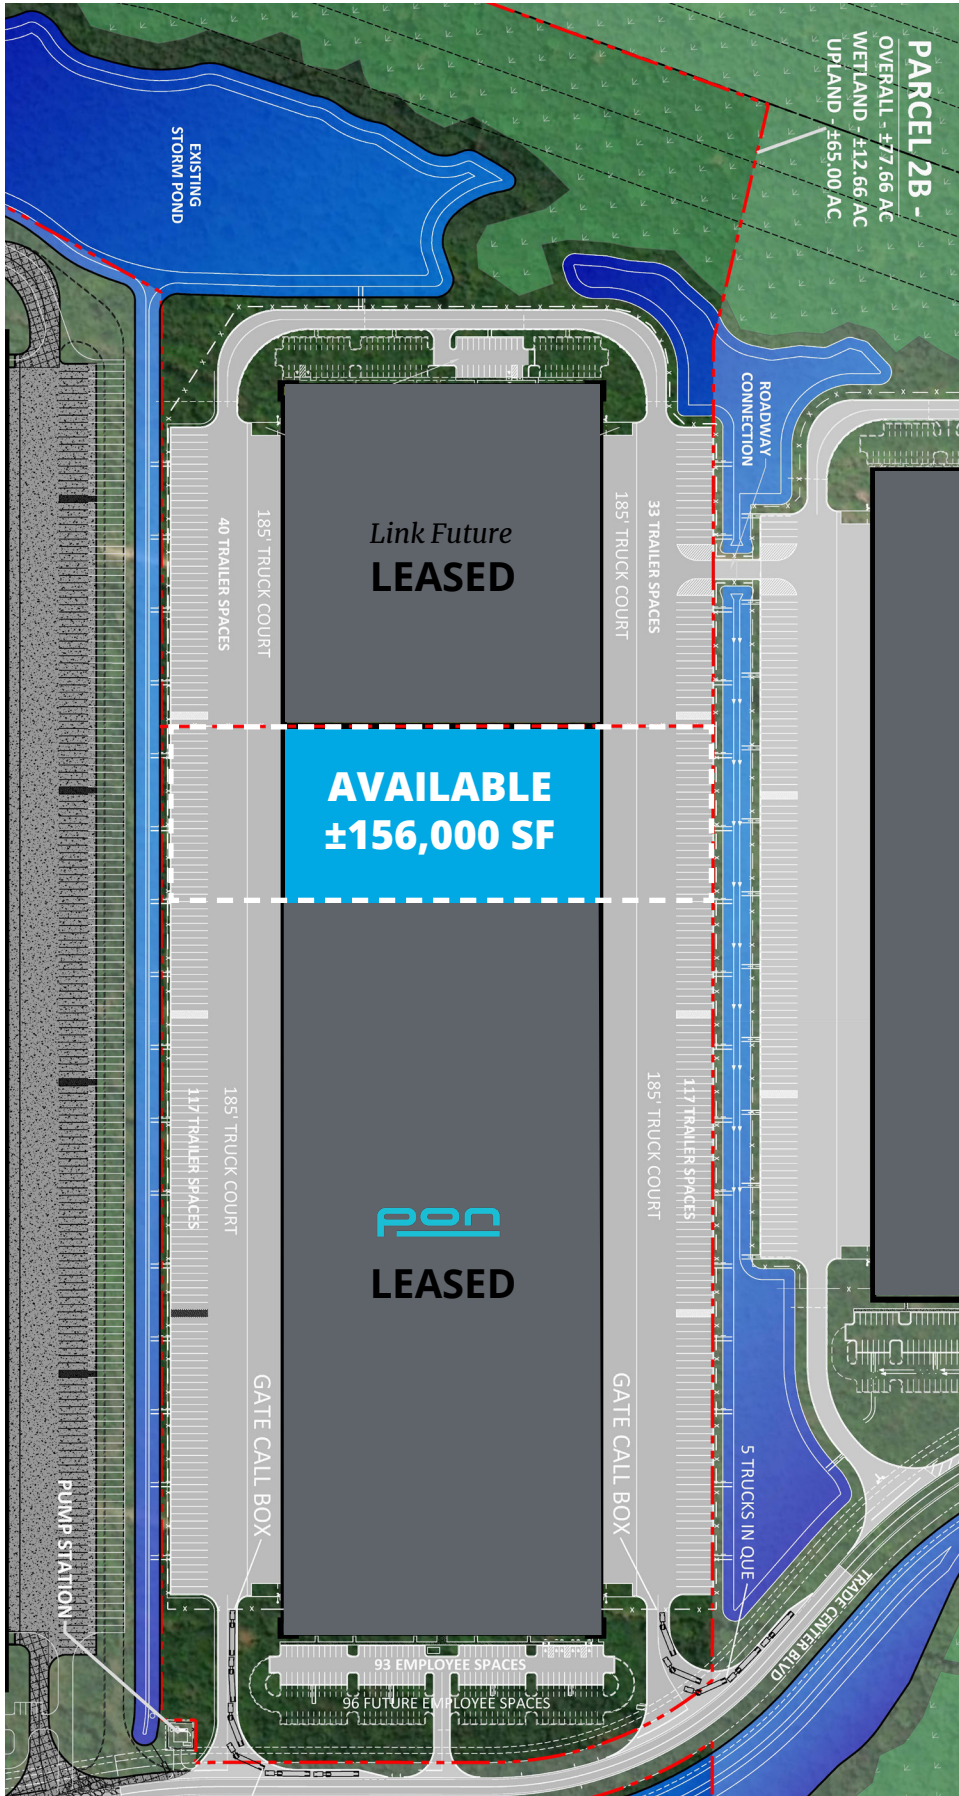 PARCEL 2B -
OVERALL - ±77.66 AC
WETLAND - ±12.66 AC
UPLAND - ±65.00 AC
EXISTING
STORM POND
ROADWAY
CONNECTION
40 TRAILER SPACES
185' TRUCK COURT
Link Future
LEASED
185' TRUCK COURT
33 TRAILER SPACES
AVAILABLE
±156,000 SF
117 TRAILER SPACES
185' TRUCK COURT
185' TRUCK COURT
117 TRAILER SPACES
pon
LEASED
GATE CALL BOX
GATE CALL BOX
5 TRUCKS IN QUE
PUMP STATION
TRADE CENTER BLVD
93 EMPLOYEE SPACES
96 FUTURE EMPLOYEE SPACES